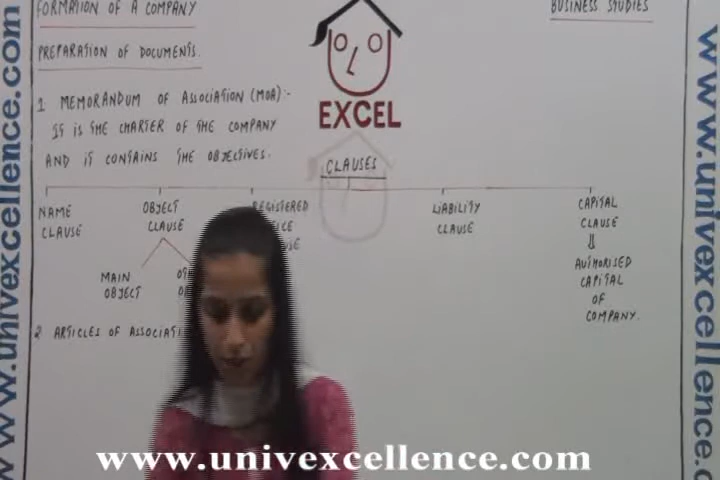 FORMATION OF A COMPANY
BUSINESS STUDIES
PREPARATION OF DOCUMENTS.
EXCEL
1 MEMORANDUM OF ASSOCIATION (MOA):-
IT IS THE CHARTER OF THE COMPANY
AND IT CONTAINS THE OBJECTIVES.
CLAUSES
NAME
CLAUSE
OBJECT
CLAUSE
REGISTERED
LIABILITY
CLAUSE
CAPITAL
CLAUSE
AUTHORISED
CAPITAL
OF
COMPANY.
MAIN
OBJECT
2 ARTICLES OF
www.univexcellence.com
www.univexcellence.com
www.univexcellence.com